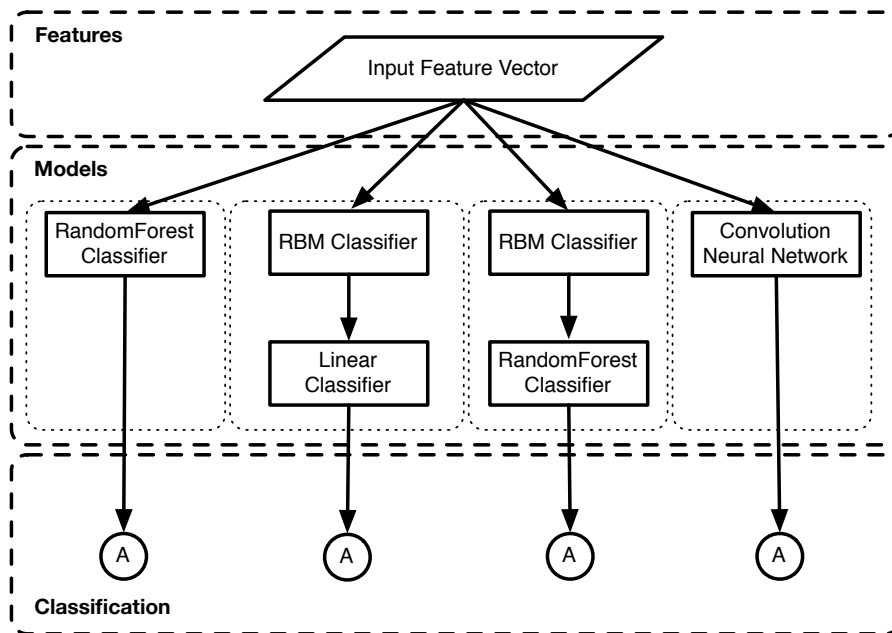 Features
Input Feature Vector
Models
RandomForest
Classifier
RBM Classifier
RBM Classifier
Convolution
Neural Network
Linear
Classifier
RandomForest
Classifier
A
A
A
A
Classification